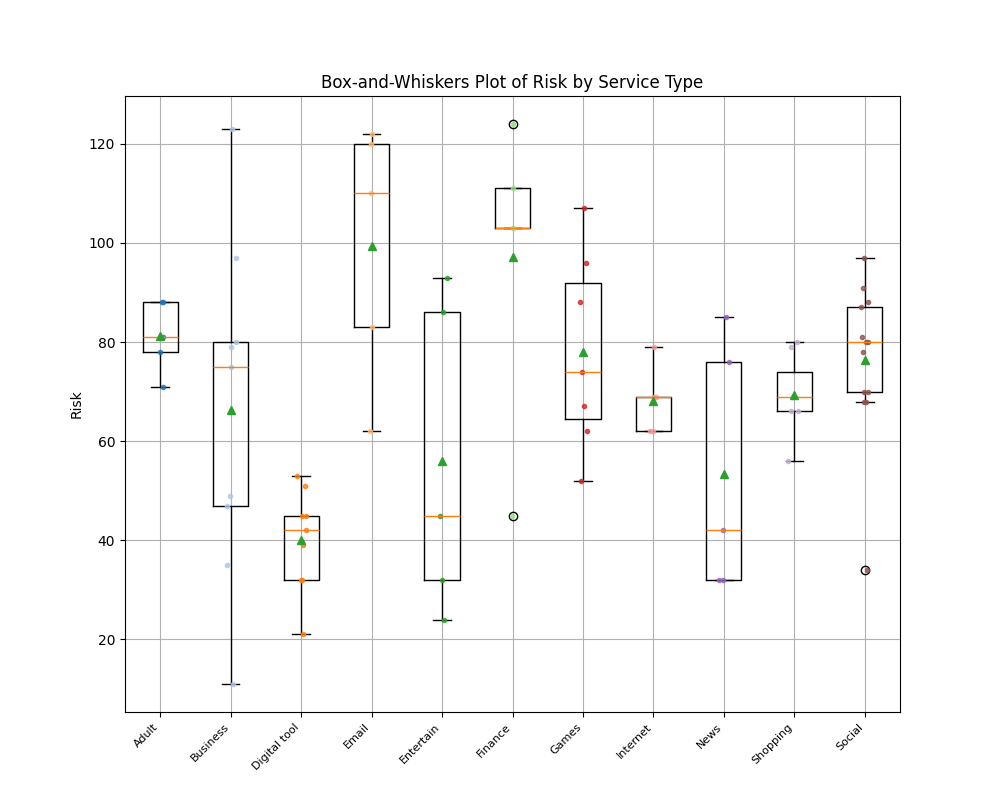 Box-and-Whiskers Plot of Risk by Service Type
Risk
120
100
80
60
40
20
Adult
Business
Digital tool
Email
Entertain
Finance
Games
Internet
News
Shopping
Social